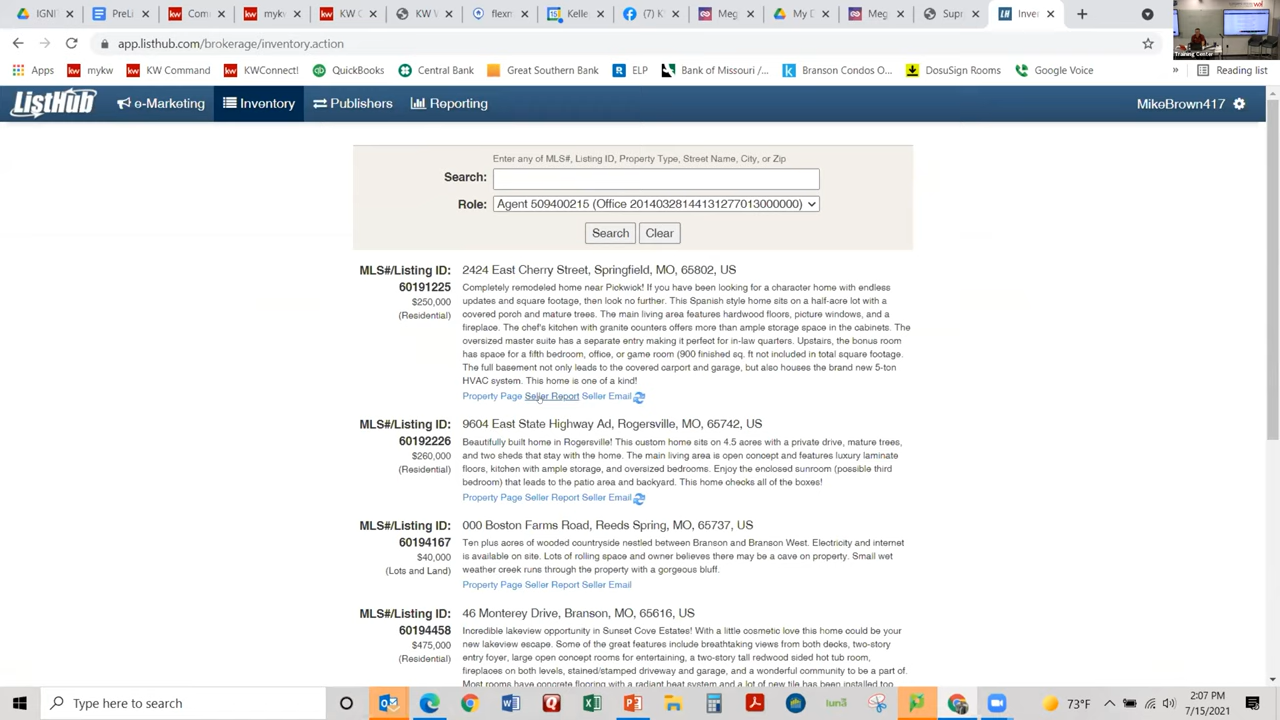 IGNI
PreLi
Com
myke
KW C
KW V
flexm
Kelle
(7) K
Meg
My D
Meg
Supr
Inve
app.listhub.com/brokerage/inventory.action
Training Center
Apps
mykw
KW Command
KWConnect!
QuickBooks
Central Bank
Great Southern Bank
ELP
Bank of Missouri /...
Branson Condos O...
DosuSign Rooms
Google Voice
»
Reading list
ListHub
e-Marketing
Inventory
Publishers
Reporting
MikeBrown417
Enter any of MLS#, Listing ID, Property Type, Street Name, City, or Zip
Search:
Role: Agent 509400215 (Office 20140328144131277013000000)
Search Clear
MLS#/Listing ID: 2424 East Cherry Street, Springfield, MO, 65802, US
60191225
$250,000
(Residential)
Completely remodeled home near Pickwick! If you have been looking for a character home with endless
updates and square footage, then look no further. This Spanish style home sits on a half-acre lot with a
covered porch and mature trees. The main living area features hardwood floors, picture windows, and a
fireplace. The chef's kitchen with granite counters offers more than ample storage space in the cabinets. The
oversized master suite has a separate entry making it perfect for in-law quarters. Upstairs, the bonus room
has space for a fifth bedroom, office, or game room (900 finished sq. ft not included in total square footage.
The full basement not only leads to the covered carport and garage, but also houses the brand new 5-ton
HVAC system. This home is one of a kind!
Property Page Seller Report Seller Email
MLS#/Listing ID: 9604 East State Highway Ad, Rogersville, MO, 65742, US
60192226
$260,000
(Residential)
Beautifully built home in Rogersville! This custom home sits on 4.5 acres with a private drive, mature trees,
and two sheds that stay with the home. The main living area is open concept and features luxury laminate
floors, kitchen with ample storage, and oversized bedrooms. Enjoy the enclosed sunroom (possible third
bedroom) that leads to the patio area and backyard. This home checks all of the boxes!
Property Page Seller Report Seller Email
MLS#/Listing ID: 000 Boston Farms Road, Reeds Spring, MO, 65737, US
60194167
$40,000
(Lots and Land)
Ten plus acres of wooded countryside nestled between Branson and Branson West. Electricity and internet
is available on site. Lots of rolling space and owner believes there may be a cave on property. Small wet
weather creek runs through the property with a gorgeous bluff.
Property Page Seller Report Seller Email
MLS#/Listing ID: 46 Monterey Drive, Branson, MO, 65616, US
60194458
$475,000
(Residential)
Incredible lakeview opportunity in Sunset Cove Estates! With a little cosmetic love this home could be your
new lakeview escape. Some of the great features include breathtaking views from both decks, two-story
entry foyer, large open concept rooms for entertaining, a two-story tall redwood sided hot tub room,
fireplaces on both levels, stained/stamped driveway and garage, and a wonderful community to be a part of.
Most rooms have concrete flooring with a radiant heat system and a lot of new tile has been installed too
Type here to search
luna
73°F
2:07 PM
7/15/2021